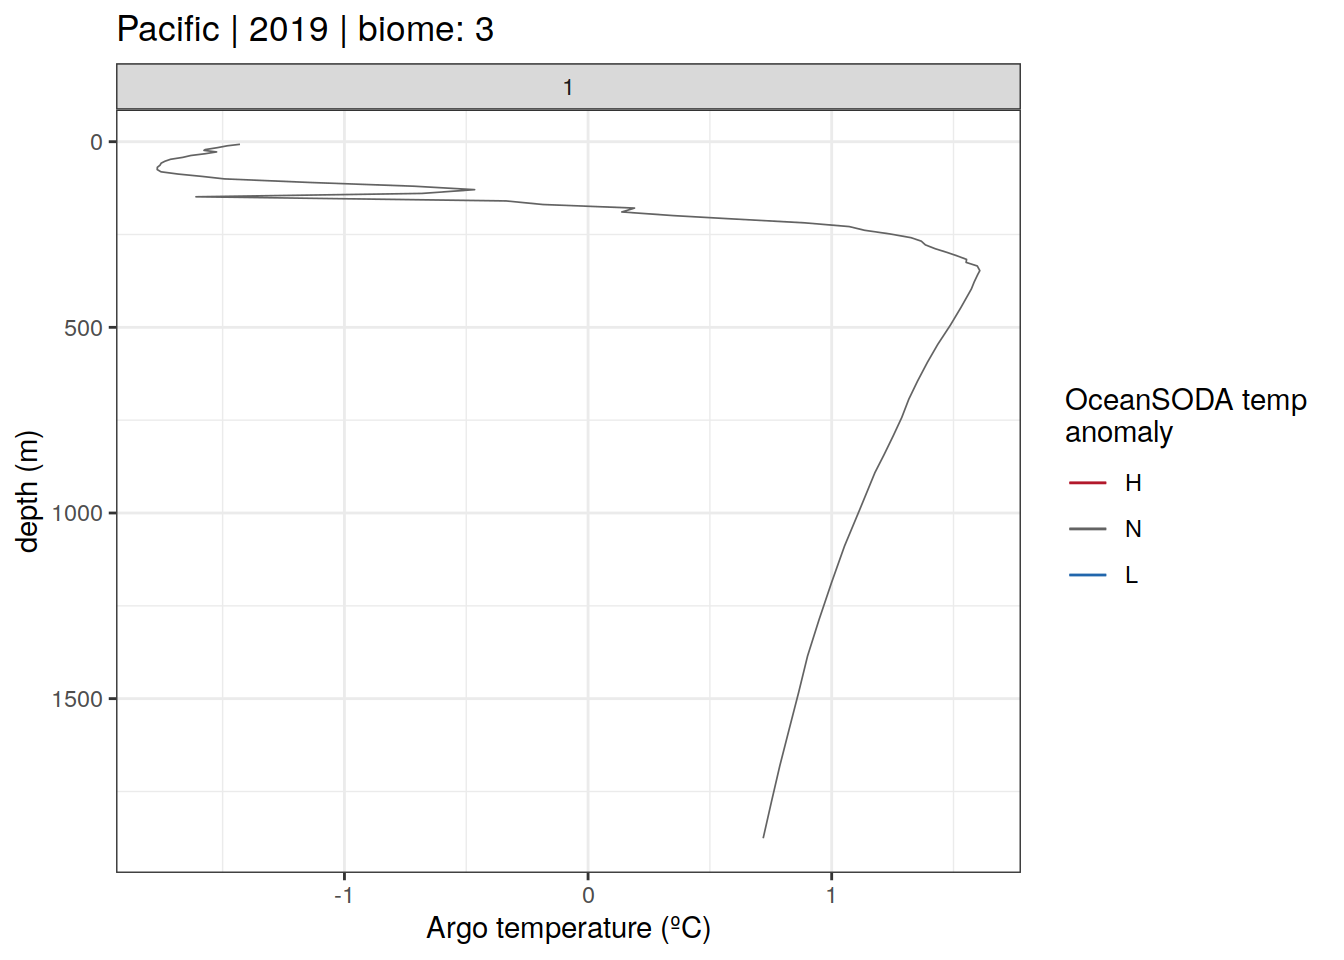 Pacific | 2019 | biome: 3
1
0
500
1000
1500
depth (m)
-1
0
1
Argo temperature (ºC)
OceanSODA temp
anomaly
H
N
L